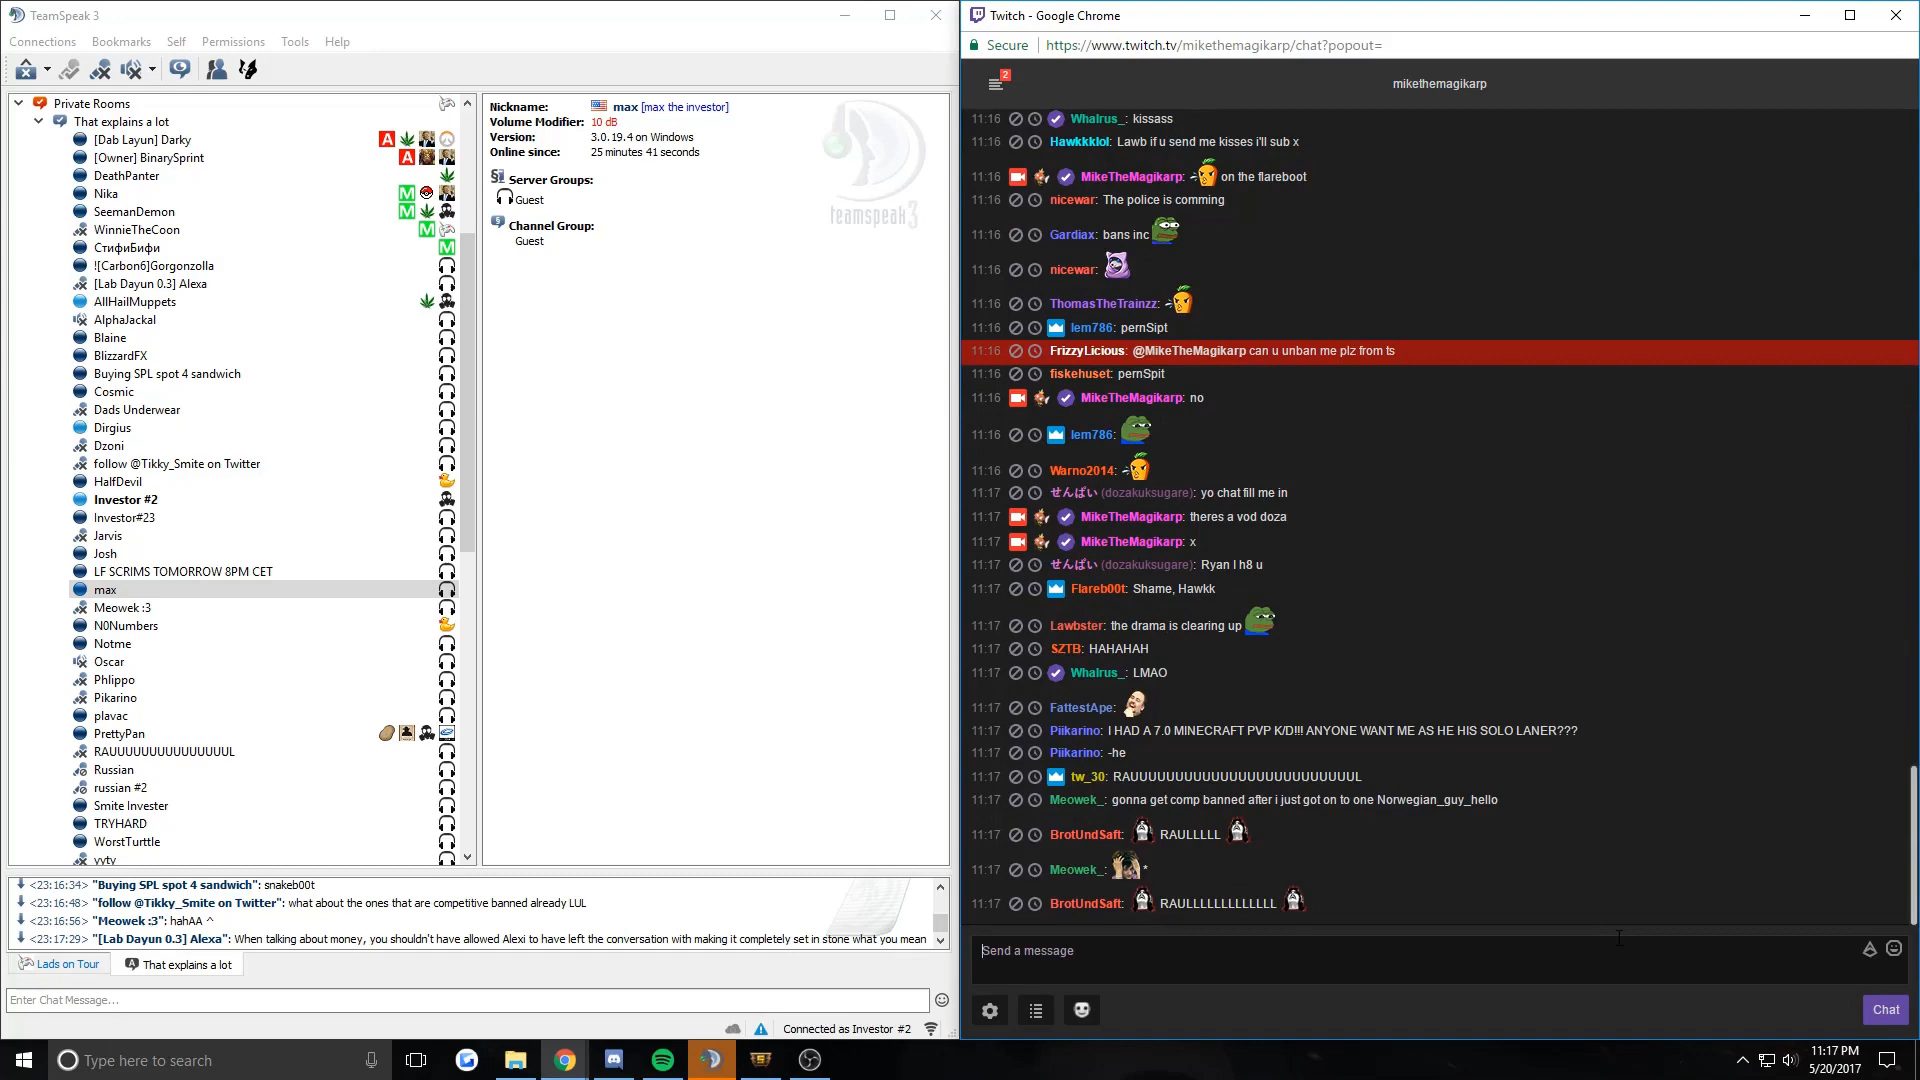 TeamSpeak 3
Connections Bookmarks Self Permissions Tools Help
Private Rooms
That explains a lot
[Dab Layun] Darky
[Owner] BinarySprint
DeathPanter
Nika
SeemanDemon
WinnieTheCoon
СтифиБифи
![Carbon6]Gorgonzolla
[Lab Dayun 0.3] Alexa
AllHailMuppets
AlphaJackal
Blaine
BlizzardFX
Buying SPL spot 4 sandwich
Cosmic
Dads Underwear
Dirgius
Dzoni
follow @Tikky_Smite on Twitter
HalfDevil
Investor #2
Investor#23
Jarvis
Josh
LF SCRIMS TOMORROW 8PM CET
max
Meowek :3
N0Numbers
Notme
Oscar
Phlippo
Pikarino
plavac
PrettyPan
RAUUUUUUUUUUUUUUL
Russian
russian #2
Smite Invester
TRYHARD
WorstTurttle
yyty
Nickname: max [max the investor]
Volume Modifier: 10 dB
Version: 3.0.19.4 on Windows
Online since: 25 minutes 41 seconds
Server Groups:
Guest
Channel Group:
Guest
teamspeak3
<23:16:34> "Buying SPL spot 4 sandwich": snakeb00t
<23:16:48> "follow @Tikky_Smite on Twitter": what about the ones that are competitive banned already LUL
<23:16:56> "Meowek :3": hahAA ^
<23:17:29> "[Lab Dayun 0.3] Alexa": When talking about money, you shouldn't have allowed Alexi to have left the conversation with making it completely set in stone what you mean
Lads on Tour That explains a lot
Enter Chat Message...
Connected as Investor #2
Twitch - Google Chrome
Secure https://www.twitch.tv/mikethemagikarp/chat?popout=
2
mikethemagikarp
11:16 Whalrus_: kissass
Hawkkklol: Lawb if u send me kisses i'll sub x
11:16 MikeTheMagikarp: on the flareboot
11:16 nicewar: The police is comming
11:16 Gardiax: bans inc
11:16 nicewar:
11:16 ThomasTheTrainzz:
11:16 lem786: pernSipt
11:16 FrizzyLicious: @MikeTheMagikarp can u unban me plz from ts
11:16 fiskehuset: pernSpit
11:16 MikeTheMagikarp: no
11:16 lem786:
11:16 Warno2014:
11:17 せんぱい (dozakuksugare): yo chat fill me in
11:17 MikeTheMagikarp: theres a vod doza
11:17 MikeTheMagikarp: x
11:17 せんぱい (dozakuksugare): Ryan I h8 u
11:17 Flareb00t: Shame, Hawkk
11:17 Lawbster: the drama is clearing up
11:17 SZTB: HAHAHAH
11:17 Whalrus_: LMAO
11:17 FattestApe:
11:17 Piikarino: I HAD A 7.0 MINECRAFT PVP K/D!!! ANYONE WANT ME AS HE HIS SOLO LANER???
11:17 Piikarino: -he
11:17 tw_30: RAUUUUUUUUUUUUUUUUUUUUUUUUUL
11:17 Meowek_: gonna get comp banned after i just got on to one Norwegian_guy_hello
11:17 BrotUndSaft: RAULLLLL
11:17 Meowek_: *
11:17 BrotUndSaft: RAULLLLLLLLLLLL
Send a message
Chat
Type here to search
11:17 PM
5/20/2017